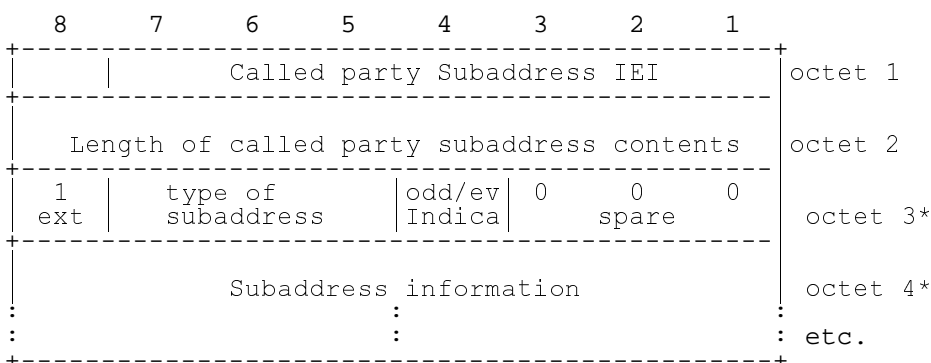 8 7 6 5 4 3 2 1
Called party Subaddress IEI octet 1
Length of called party subaddress contents octet 2
1 type of odd/ev 0 0 0
ext subaddress Indica spare octet 3*
Subaddress information octet 4*
: : :
: : : etc.